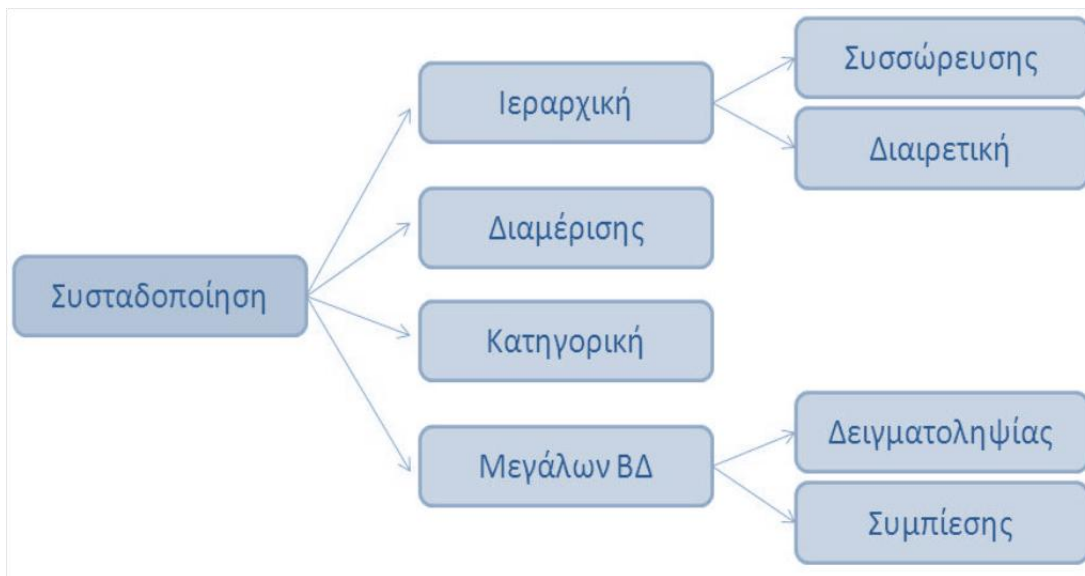 Συσταδοποίηση
Ιεραρχική
Συσσώρευσης
Διαιρετική
Διαμέρισης
Κατηγορική
Μεγάλων ΒΔ
Δειγματοληψίας
Συμπίεσης